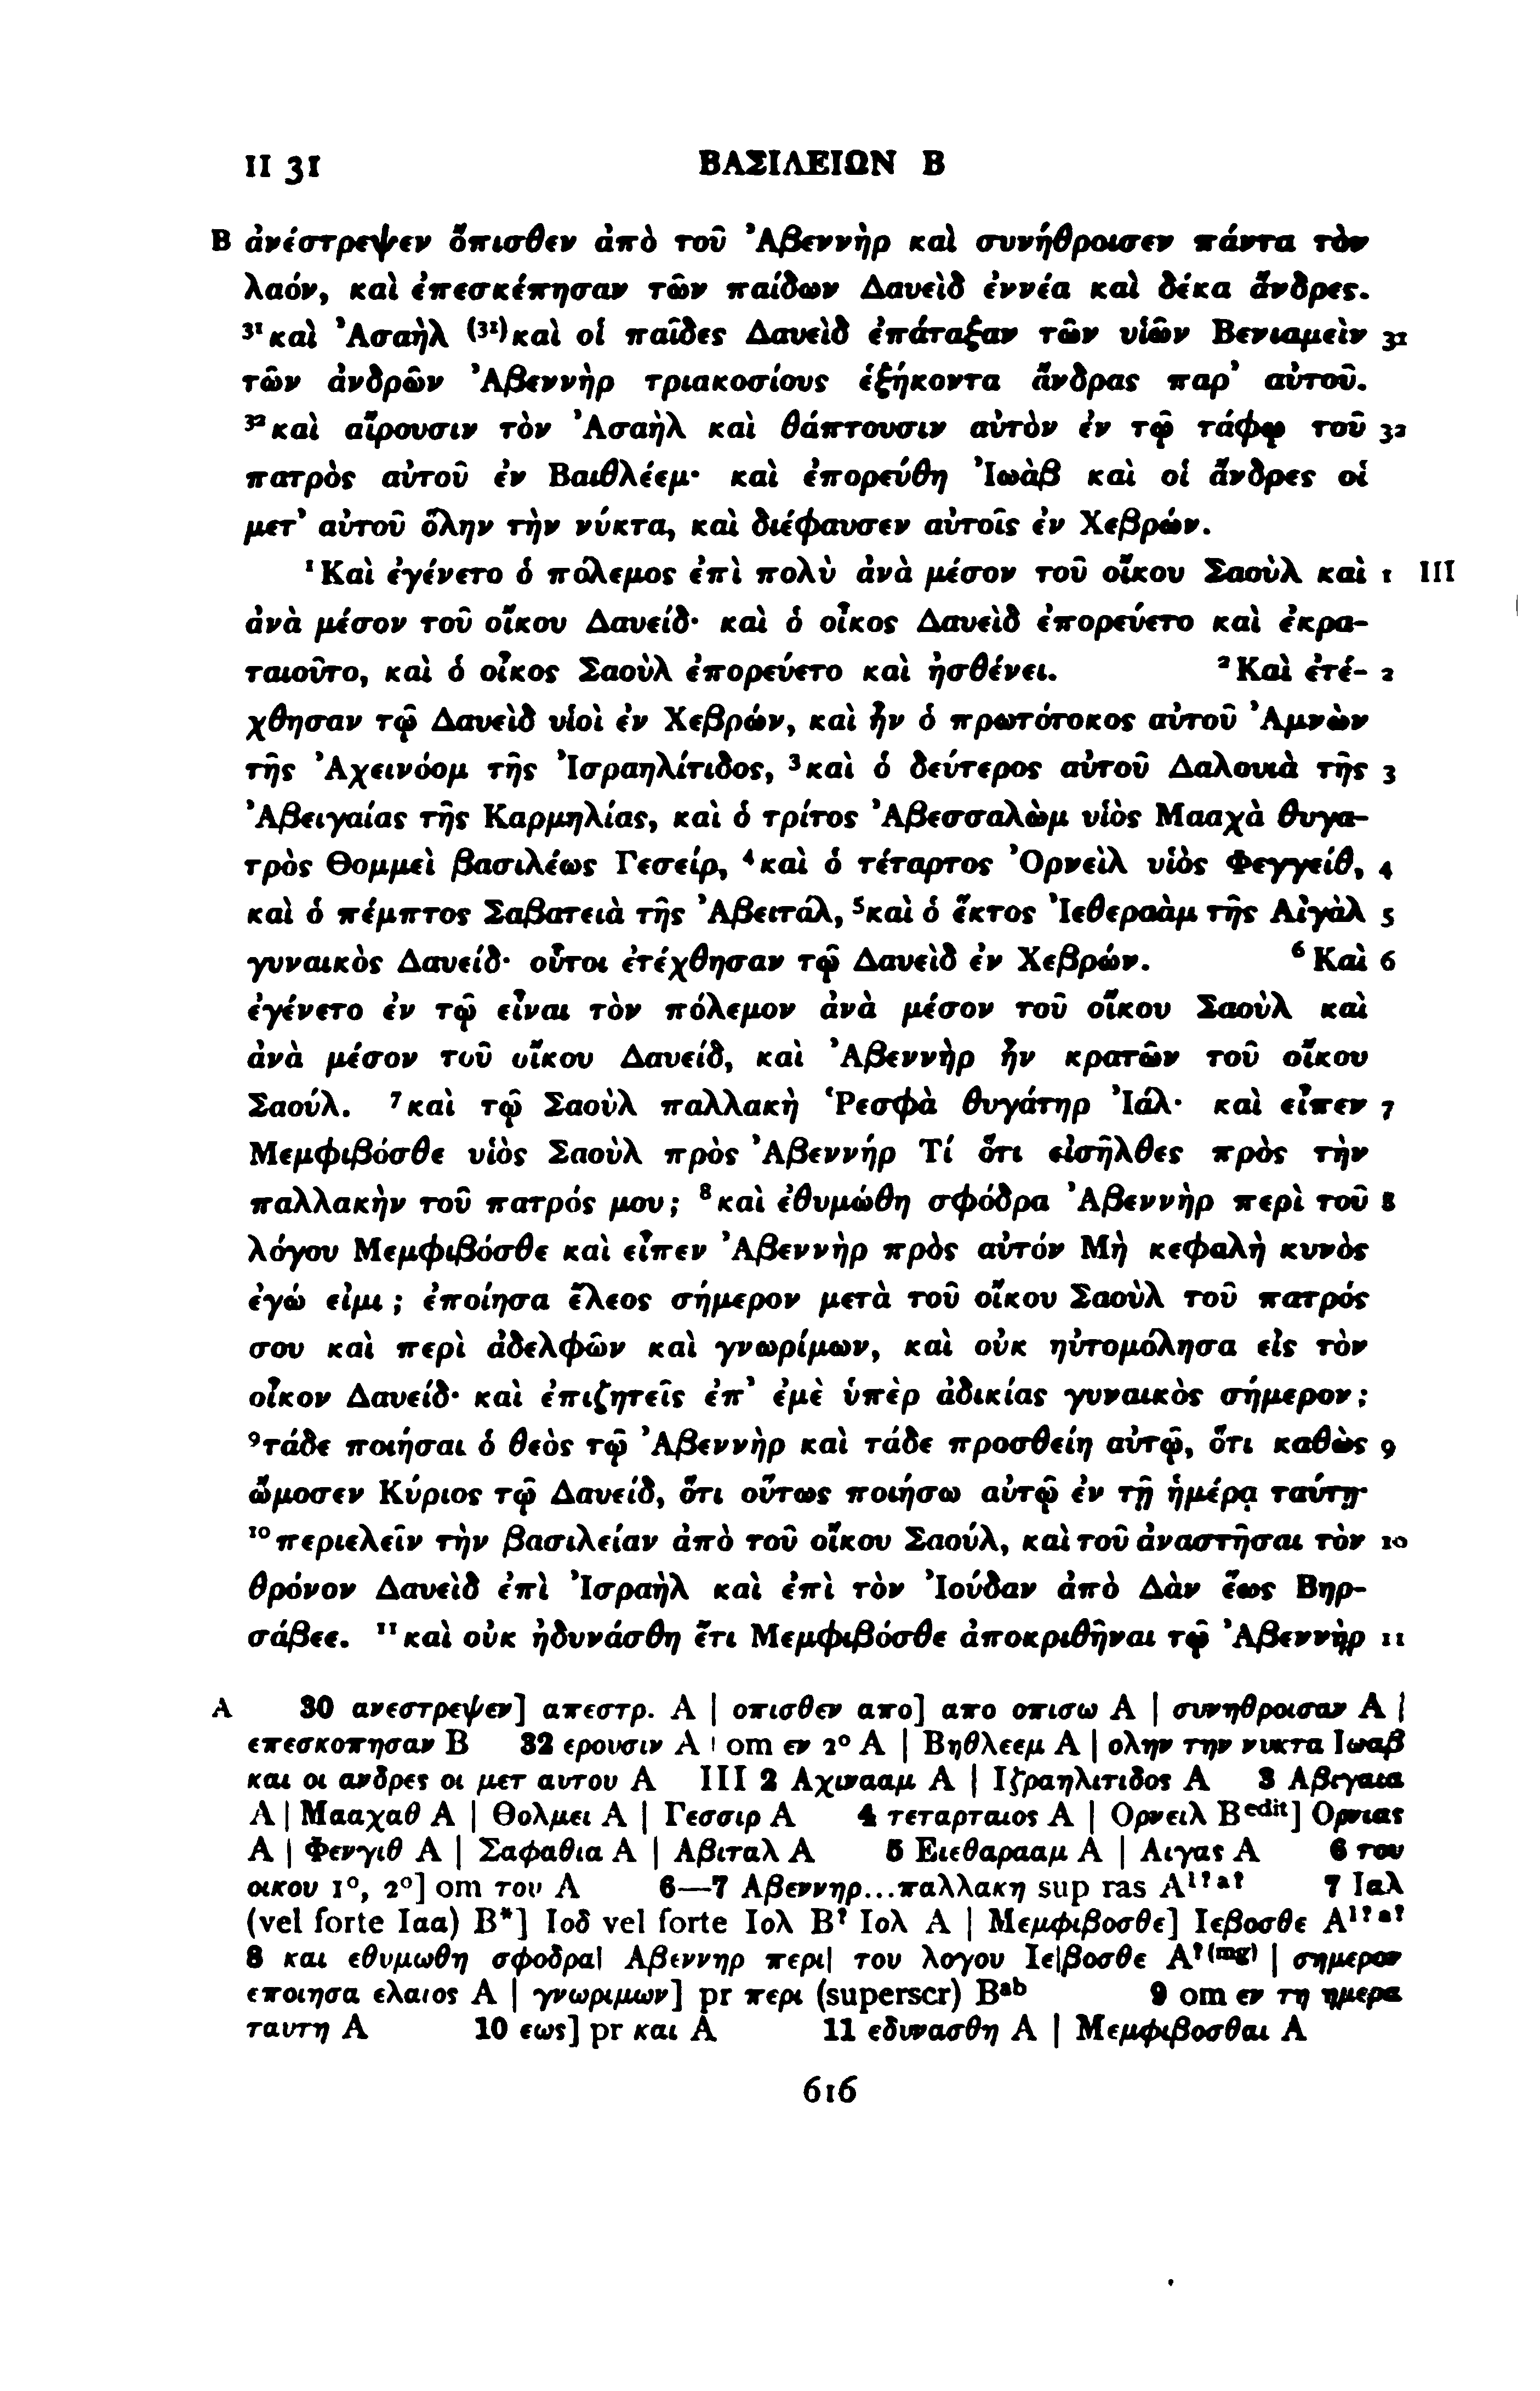 II 31 ΒΑΣΙΛΕΙΩΝ Β
B ἀνέστρεψεν ὄπισθεν ἀπὸ τοῦ Ἀβεννὴρ καὶ συνήθροισεν πάντα τὸν
λαόν, καὶ ἐπεσκέπησαν τῶν παίδων Δαυεὶδ ἐννέα καὶ δέκα ἄνδρες.
³¹καὶ Ἀσαὴλ ⁽³¹⁾καὶ οἱ παῖδες Δαυεὶδ ἐπάταξαν τῶν υἱῶν Βενιαμεὶν 31
τῶν ἀνδρῶν Ἀβεννὴρ τριακοσίους ἑξήκοντα ἄνδρας παρ᾽ αὐτοῦ.
³²καὶ αἴρουσιν τὸν Ἀσαὴλ καὶ θάπτουσιν αὐτὸν ἐν τῷ τάφῳ τοῦ 32
πατρὸς αὐτοῦ ἐν Βαιθλέεμ· καὶ ἐπορεύθη Ἰωὰβ καὶ οἱ ἄνδρες οἱ
μετ᾽ αὐτοῦ ὅλην τὴν νύκτα, καὶ διέφαυσεν αὐτοῖς ἐν Χεβρών.
¹Καὶ ἐγένετο ὁ πόλεμος ἐπὶ πολὺ ἀνὰ μέσον τοῦ οἴκου Σαοὺλ καὶ 1 III
ἀνὰ μέσον τοῦ οἴκου Δαυείδ· καὶ ὁ οἶκος Δαυεὶδ ἐπορεύετο καὶ ἐκρα-
ταιοῦτο, καὶ ὁ οἶκος Σαοὺλ ἐπορεύετο καὶ ἠσθένει. ²Καὶ ἐτέ- 2
χθησαν τῷ Δαυεὶδ υἱοὶ ἐν Χεβρών, καὶ ἦν ὁ πρωτότοκος αὐτοῦ Ἀμνὼν
τῆς Ἀχεινόομ τῆς Ἰσραηλίτιδος, ³καὶ ὁ δεύτερος αὐτοῦ Δαλουιὰ τῆς 3
Ἀβειγαίας τῆς Καρμηλίας, καὶ ὁ τρίτος Ἀβεσσαλὼμ υἱὸς Μααχὰ θυγα-
τρὸς Θομμεὶ βασιλέως Γεσείρ, ⁴καὶ ὁ τέταρτος Ὀρνεὶλ υἱὸς Φεγγείθ, 4
καὶ ὁ πέμπτος Σαβατειὰ τῆς Ἀβειτάλ, ⁵καὶ ὁ ἕκτος Ἰεθεραὰμ τῆς Αἰγὰλ 5
γυναικὸς Δαυείδ· οὗτοι ἐτέχθησαν τῷ Δαυεὶδ ἐν Χεβρών. ⁶Καὶ 6
ἐγένετο ἐν τῷ εἶναι τὸν πόλεμον ἀνὰ μέσον τοῦ οἴκου Σαοὺλ καὶ
ἀνὰ μέσον τοῦ οἴκου Δαυείδ, καὶ Ἀβεννὴρ ἦν κρατῶν τοῦ οἴκου
Σαούλ. ⁷καὶ τῷ Σαοὺλ παλλακὴ Ῥεσφὰ θυγάτηρ Ἰάλ· καὶ εἶπεν 7
Μεμφιβόσθε υἱὸς Σαοὺλ πρὸς Ἀβεννήρ Τί ὅτι εἰσῆλθες πρὸς τὴν
παλλακὴν τοῦ πατρός μου; ⁸καὶ ἐθυμώθη σφόδρα Ἀβεννὴρ περὶ τοῦ 8
λόγου Μεμφιβόσθε καὶ εἶπεν Ἀβεννὴρ πρὸς αὐτόν Μὴ κεφαλὴ κυνὸς
ἐγώ εἰμι; ἐποίησα ἔλεος σήμερον μετὰ τοῦ οἴκου Σαοὺλ τοῦ πατρός
σου καὶ περὶ ἀδελφῶν καὶ γνωρίμων, καὶ οὐκ ηὐτομόλησα εἰς τὸν
οἶκον Δαυείδ· καὶ ἐπιζητεῖς ἐπ᾽ ἐμὲ ὑπὲρ ἀδικίας γυναικὸς σήμερον;
⁹τάδε ποιήσαι ὁ θεὸς τῷ Ἀβεννὴρ καὶ τάδε προσθείη αὐτῷ, ὅτι καθὼς 9
ὤμοσεν Κύριος τῷ Δαυείδ, ὅτι οὕτως ποιήσω αὐτῷ ἐν τῇ ἡμέρᾳ ταύτῃ·
¹⁰περιελεῖν τὴν βασιλείαν ἀπὸ τοῦ οἴκου Σαούλ, καὶ τοῦ ἀναστῆσαι τὸν 10
θρόνον Δαυεὶδ ἐπὶ Ἰσραὴλ καὶ ἐπὶ τὸν Ἰούδαν ἀπὸ Δὰν ἕως Βηρ-
σάβεε. ¹¹καὶ οὐκ ἠδυνάσθη ἔτι Μεμφιβόσθε ἀποκριθῆναι τῷ Ἀβεννὴρ 11
A 30 ανεστρεψεν] απεστρ. A | οπισθεν απο] απο οπισω A | συνηθροισαν A |
επεσκοπησαν B 32 ερουσιν A | om εν 2° A | Βηθλεεμ A | ολην την νυκτα Ιωαβ
και οι ανδρες οι μετ αυτου A III 2 Αχινααμ A | Ιζραηλιτιδος A 3 Αβιγαια
A | Μααχαθ A | Θολμει A | Γεσσιρ A 4 τεταρταιος A | Ορνειλ Bᵉᵈⁱᵗ] Ορνιας
A | Φενγιθ A | Σαφαθια A | Αβιταλ A 5 Ειεθαρααμ A | Αιγας A 6 του
οικου 1°, 2°] om του A 6—7 Αβεννηρ...παλλακη sup ras A¹ˀᵃˀ 7 Ιαλ
(vel forte Ιαα) B*] Ιοδ vel forte Ιολ Bˀ Ιολ A | Μεμφιβοσθε] Ιεβοσθε A¹ˀᵃˀ
8 και εθυμωθη σφοδρα| Αβεννηρ περι| του λογου Ιε|βοσθε Aˀ⁽ᵐᵍ⁾ | σημερον
εποιησα ελαιος A | γνωριμων] pr περι (superscr) Bᵃᵇ 9 om εν τη ημερα
ταυτη A 10 εως] pr και A 11 εδυνασθη A | Μεμφιβοσθαι A
616